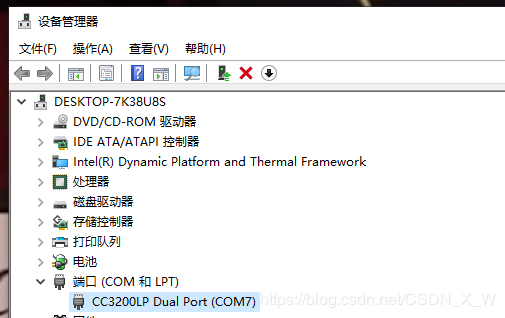 设备管理器
文件(F) 操作(A) 查看(V) 帮助(H)
DESKTOP-7K38U8S
DVD/CD-ROM 驱动器
IDE ATA/ATAPI 控制器
Intel(R) Dynamic Platform and Thermal Framework
处理器
磁盘驱动器
存储控制器
打印队列
电池
端口 (COM 和 LPT)
CC3200LP Dual Port (COM7)
https://blog.csdn.net/CSDN_X_W